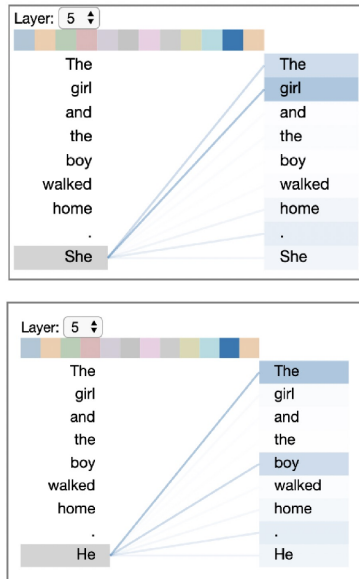 Layer: 5
The The
girl girl
and and
the the
boy boy
walked walked
home home
. .
She She
Layer: 5
The The
girl girl
and and
the the
boy boy
walked walked
home home
. .
He He